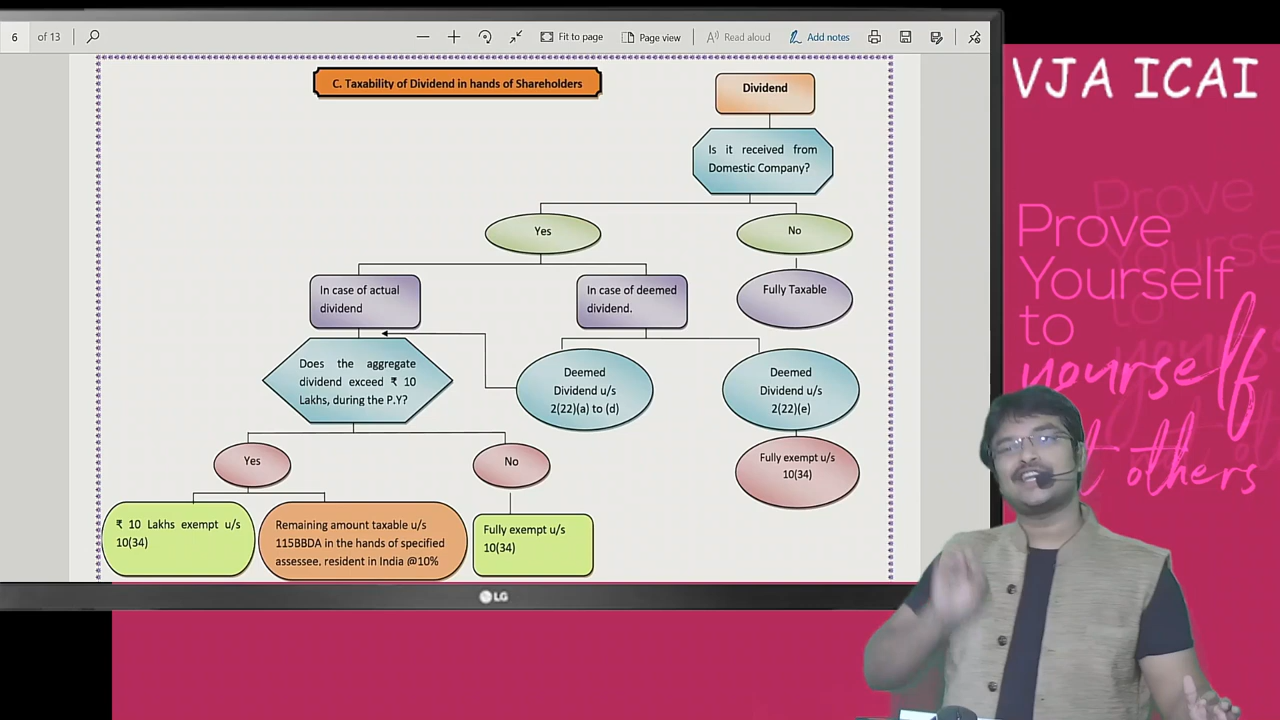 6 of 13
Fit to page
Page view
Read aloud
Add notes
C. Taxability of Dividend in hands of Shareholders
Dividend
Is it received from
Domestic Company?
Yes
No
In case of actual
dividend
In case of deemed
dividend.
Fully Taxable
Does the aggregate
dividend exceed ₹ 10
Lakhs, during the P.Y?
Deemed
Dividend u/s
2(22)(a) to (d)
Deemed
Dividend u/s
2(22)(e)
Yes
No
Fully exempt u/s
10(34)
₹ 10 Lakhs exempt u/s
10(34)
Remaining amount taxable u/s
115BBDA in the hands of specified
assessee, resident in India @10%
Fully exempt u/s
10(34)
LG
VJA ICAI
Prove
Yourself
to
yourself
others
Prove